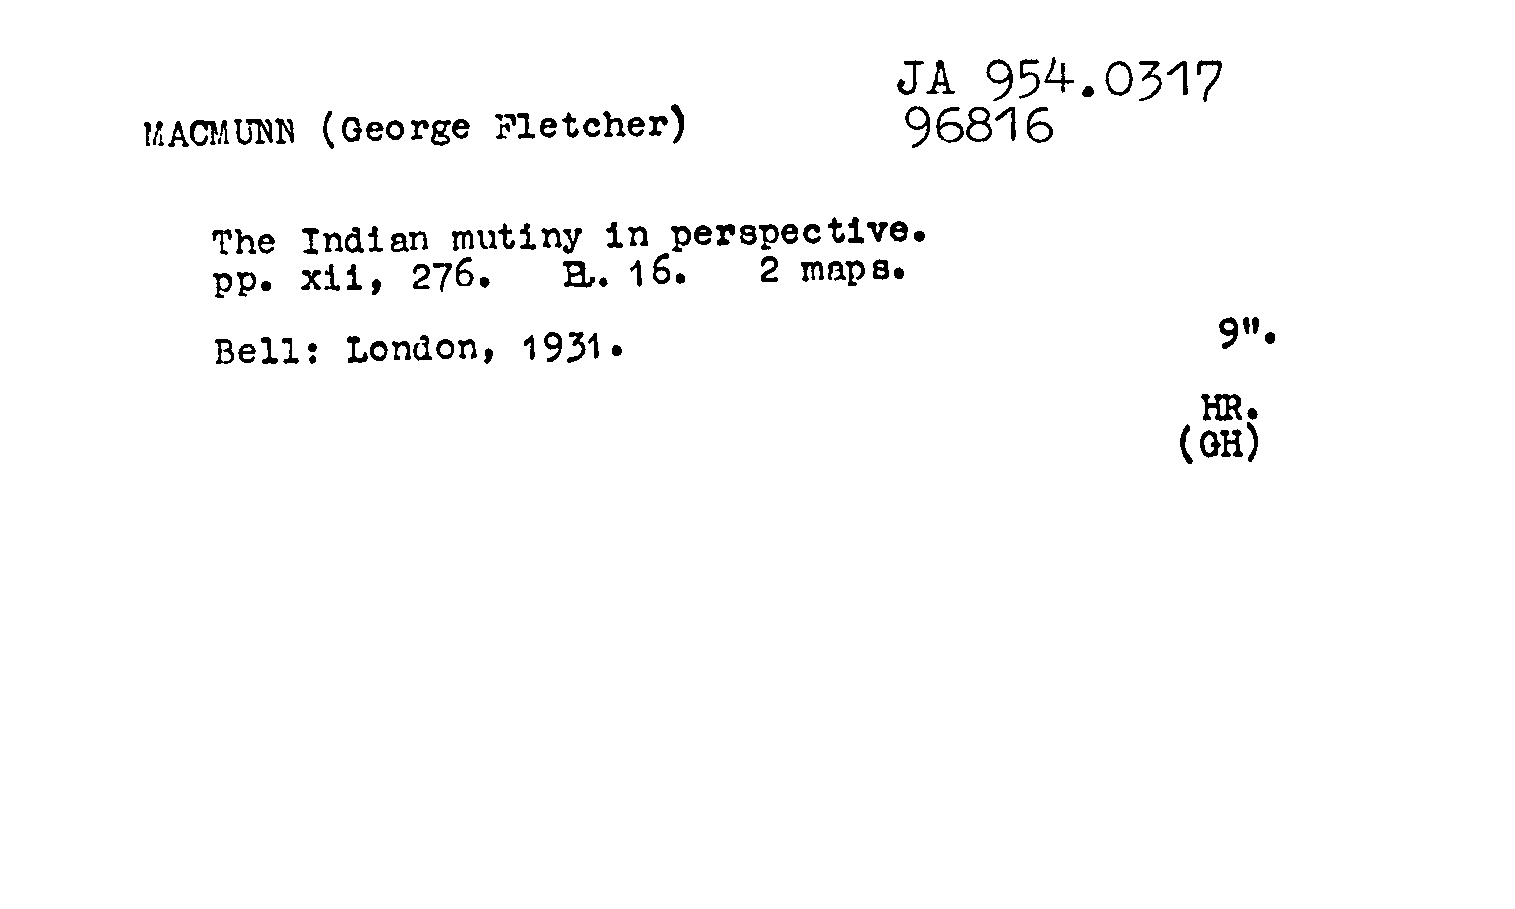 JA 954.0317
MACMUNN (George Fletcher) 96816
The Indian mutiny in perspective.
pp. xii, 276. PL. 16. 2 maps.
Bell: London, 1931. 9".
HR.
(GH)